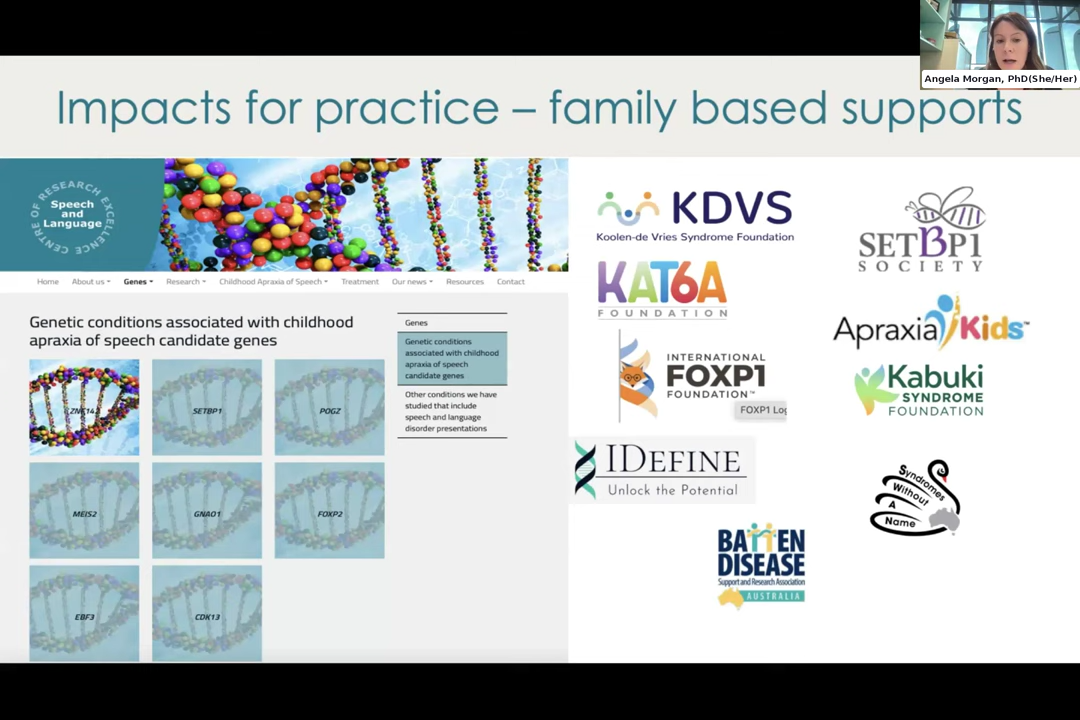 Angela Morgan, PhD(She/Her)
Impacts for practice – family based supports
CENTRE OF RESEARCH EXCELLENCE
Speech
and
Language
Home About us Genes Research Childhood Apraxia of Speech Treatment Our news Resources Contact
Genetic conditions associated with childhood
apraxia of speech candidate genes
ZNF142
SETBP1
POGZ
MEIS2
GNAO1
FOXP2
EBF3
CDK13
Genes
Genetic conditions
associated with childhood
apraxia of speech
candidate genes
Other conditions we have
studied that include
speech and language
disorder presentations
KDVS
Koolen-de Vries Syndrome Foundation
SETBP1
SOCIETY
KAT6A
FOUNDATION
Apraxia Kids™
INTERNATIONAL
FOXP1
FOUNDATION™
FOXP1 Log
Kabuki
SYNDROME
FOUNDATION
IDEFINE
Unlock the Potential
Syndromes
Without
A
Name
BATTEN
DISEASE
Support and Research Association
AUSTRALIA